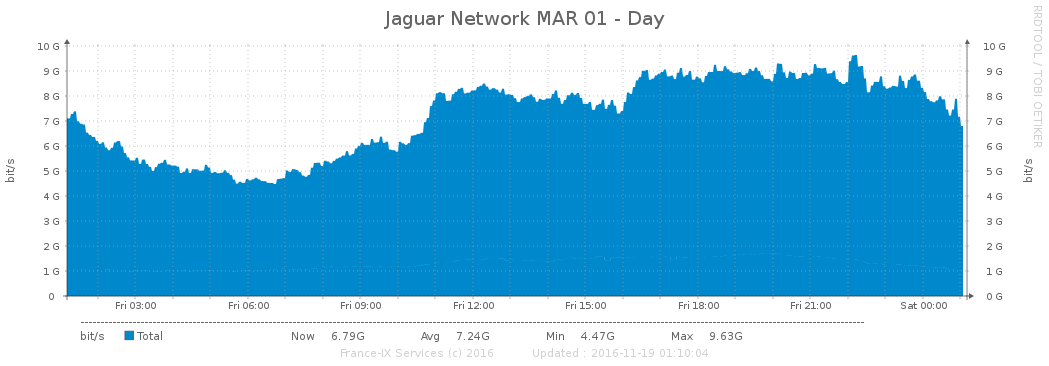 Jaguar Network MAR 01 - Day
RRDTOOL / TOBI OETIKER
bit/s
10 G
9 G
8 G
7 G
6 G
5 G
4 G
3 G
2 G
1 G
0
10 G
9 G
8 G
7 G
6 G
5 G
4 G
3 G
2 G
1 G
0 G
bit/s
Fri 03:00 Fri 06:00 Fri 09:00 Fri 12:00 Fri 15:00 Fri 18:00 Fri 21:00 Sat 00:00
bit/s Total Now 6.79G Avg 7.24G Min 4.47G Max 9.63G
France-IX Services (c) 2016 Updated : 2016-11-19 01:10:04